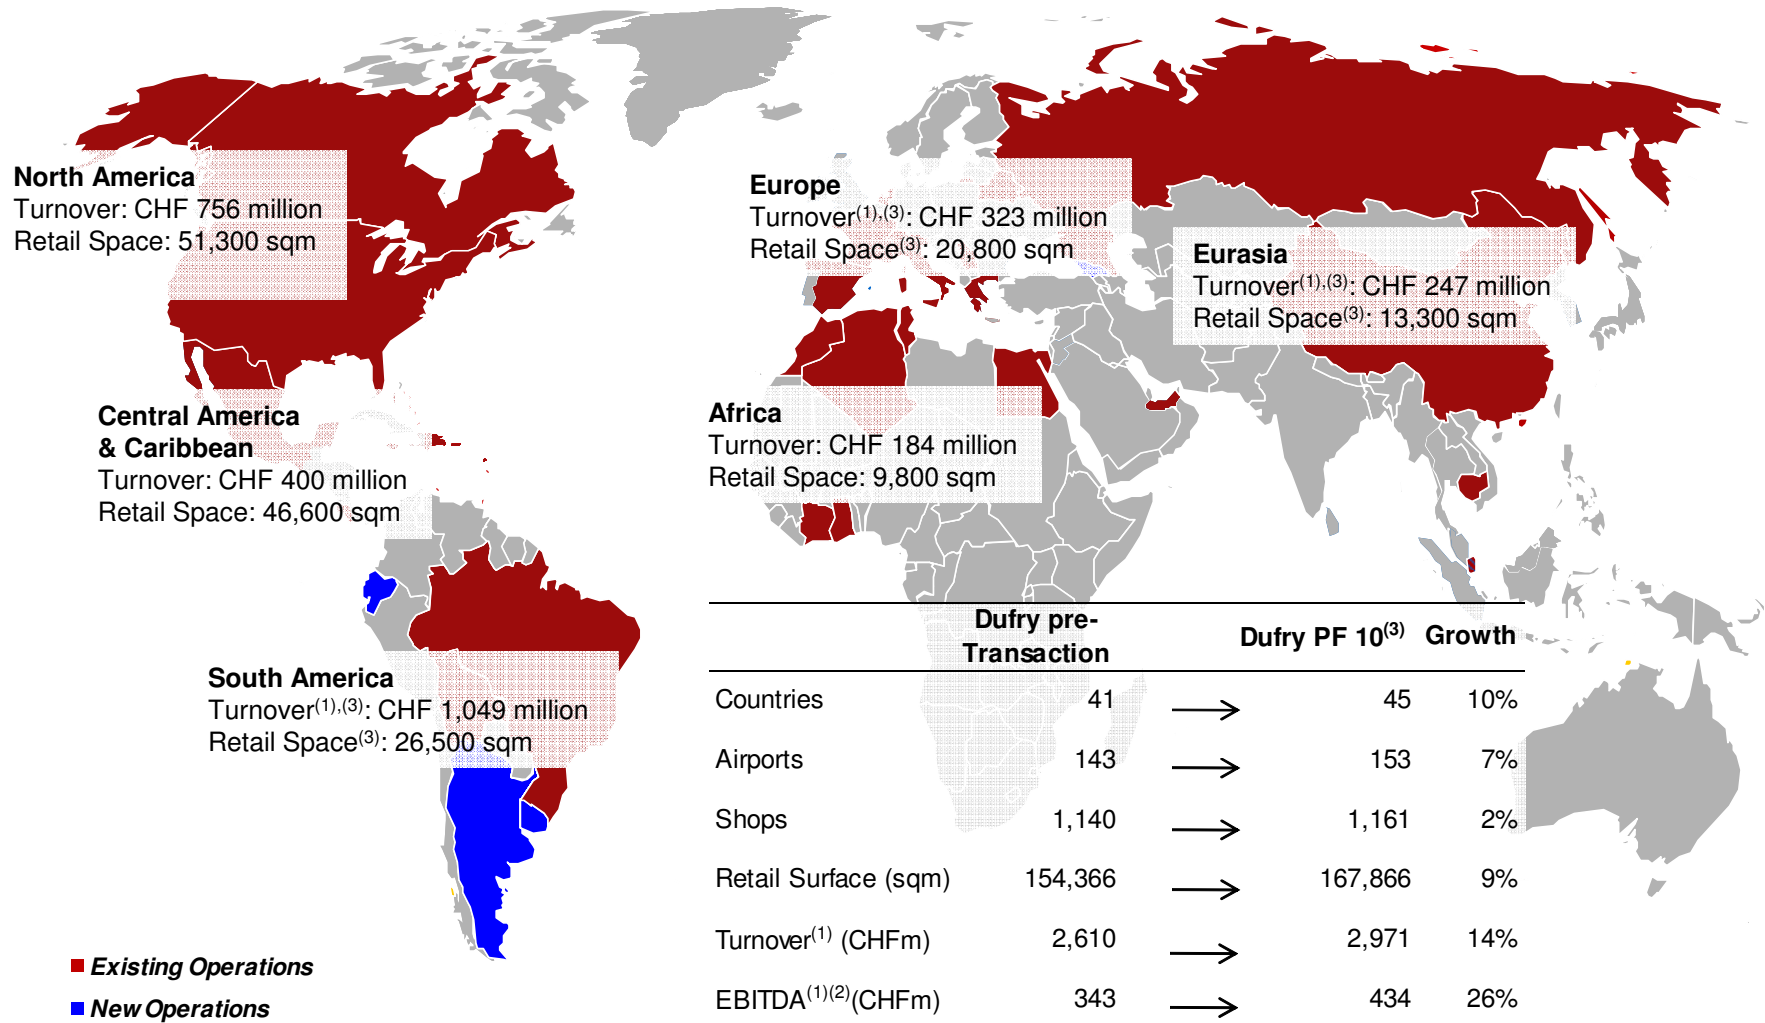 North America
Turnover: CHF 756 million
Retail Space: 51,300 sqm
Europe
Turnover(1),(3): CHF 323 million
Retail Space(3): 20,800 sqm
Eurasia
Turnover(1),(3): CHF 247 million
Retail Space(3): 13,300 sqm
Central America
& Caribbean
Turnover: CHF 400 million
Retail Space: 46,600 sqm
Africa
Turnover: CHF 184 million
Retail Space: 9,800 sqm
South America
Turnover(1),(3): CHF 1,049 million
Retail Space(3): 26,500 sqm
Dufry pre-
Transaction
Dufry PF 10(3) Growth
Countries 41 45 10%
Airports 143 153 7%
Shops 1,140 1,161 2%
Retail Surface (sqm) 154,366 167,866 9%
Turnover(1) (CHFm) 2,610 2,971 14%
EBITDA(1)(2)(CHFm) 343 434 26%
Existing Operations
New Operations